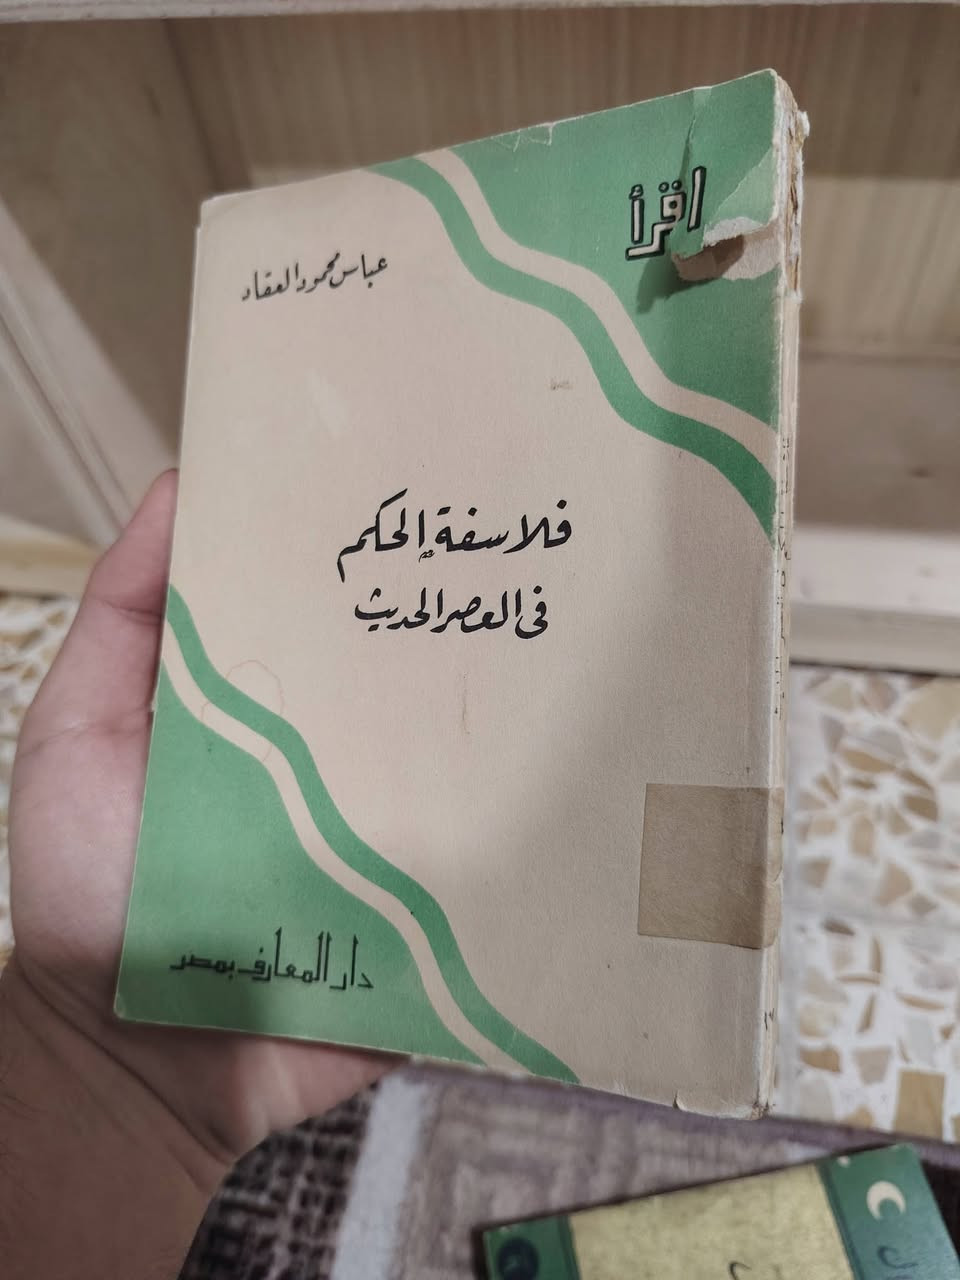 اقرأ
عباس محمود العقاد
فلاسفة الحكم
فى العصر الحديث
دار المعارف بمصر